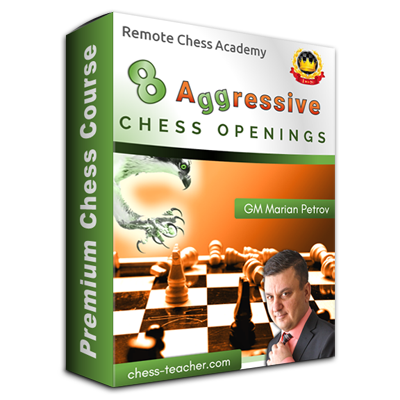 Remote Chess Academy
8 Aggressive
CHESS OPENINGS
GM Marian Petrov
chess-teacher.com
Premium Chess Course